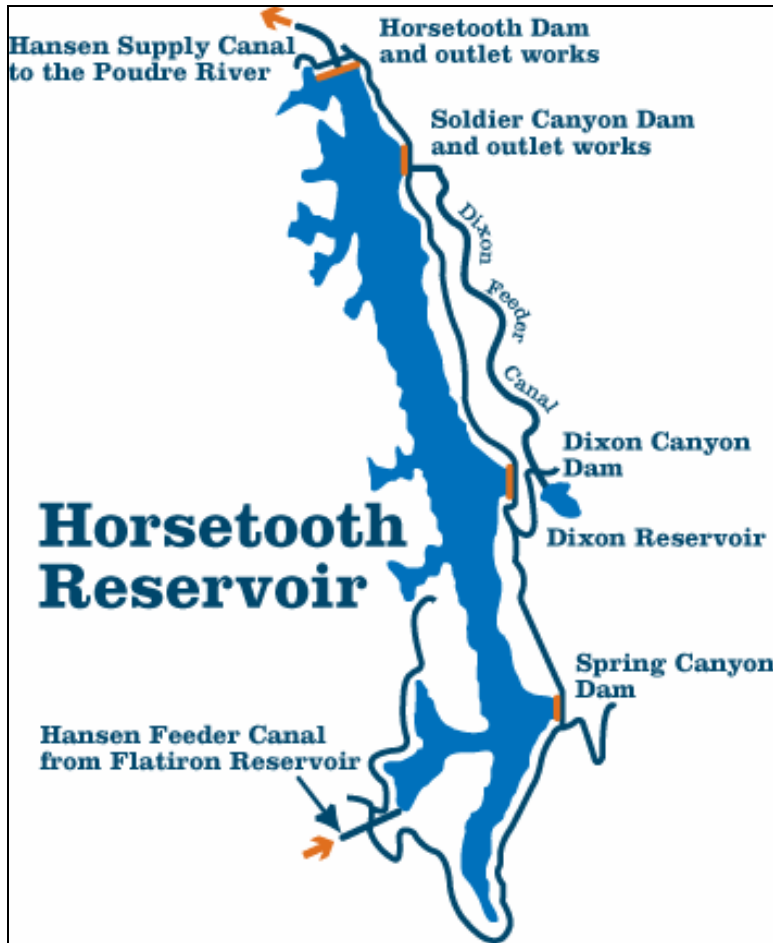 Hansen Supply Canal
to the Poudre River
Horsetooth Dam
and outlet works
Soldier Canyon Dam
and outlet works
Dixon
Feeder
Canal
Dixon Canyon
Dam
Dixon Reservoir
Horsetooth
Reservoir
Spring Canyon
Dam
Hansen Feeder Canal
from Flatiron Reservoir